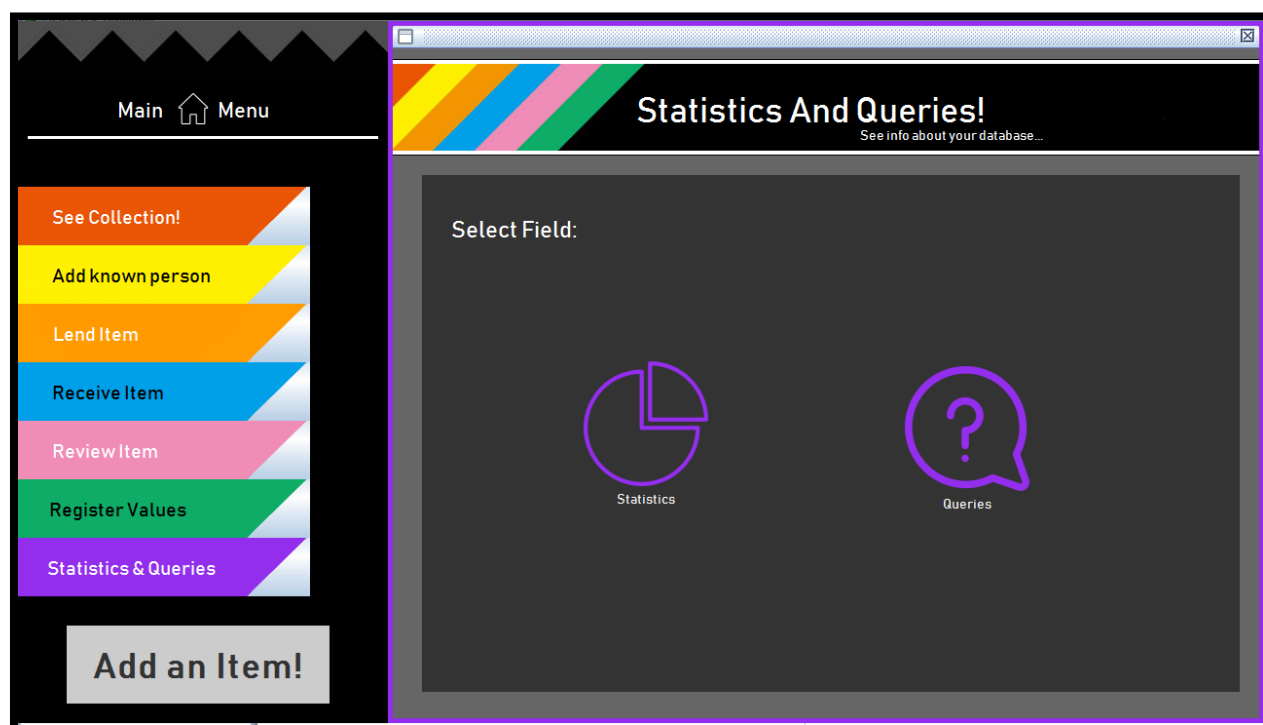 Main Menu
See Collection!
Add known person
Lend Item
Receive Item
Review Item
Register Values
Statistics & Queries
Add an Item!
Statistics And Queries!
See info about your database...
Select Field:
Statistics
Queries